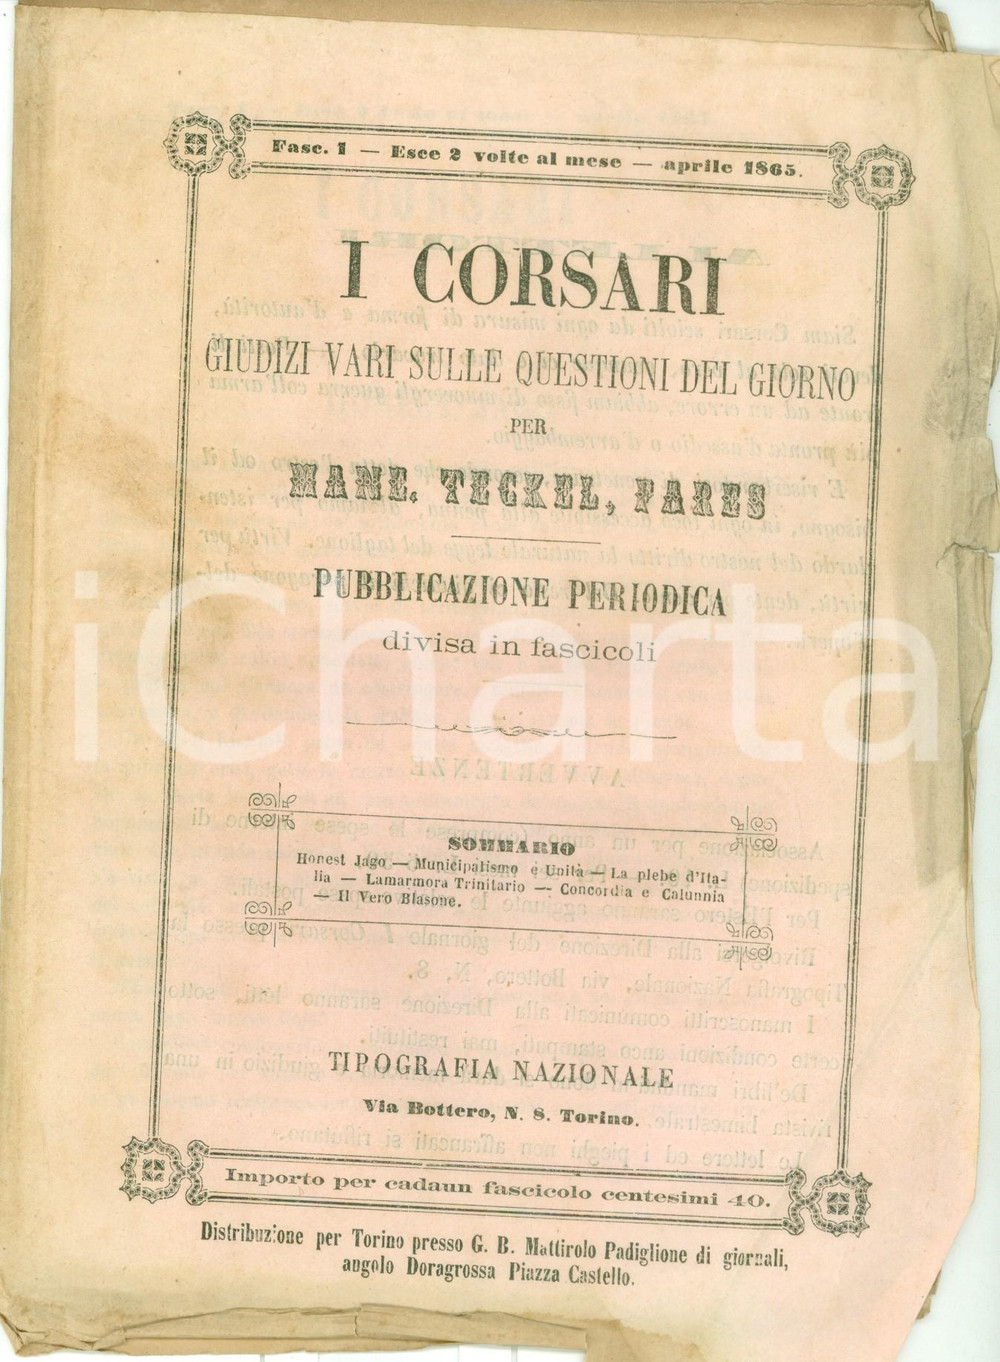 Fasc. 1 — Esce 2 volte al mese — aprile 1865.
I CORSARI
GIUDIZI VARI SULLE QUESTIONI DEL GIORNO
PER
MANE, TECKEL, FARES
PUBBLICAZIONE PERIODICA
divisa in fascicoli
iCharta
SOMMARIO
Honest Jago — Municipalismo e Unità — La plebe d'Ita-
lia — Lamarmora Trinitario — Concordia e Calunnia
— Il Vero Blasone.
TIPOGRAFIA NAZIONALE
Via Bottero, N. 8. Torino.
Importo per cadaun fascicolo centesimi 40.
Distribuzione per Torino presso G. B. Mattirolo Padiglione di giornali,
angolo Doragrossa Piazza Castello.